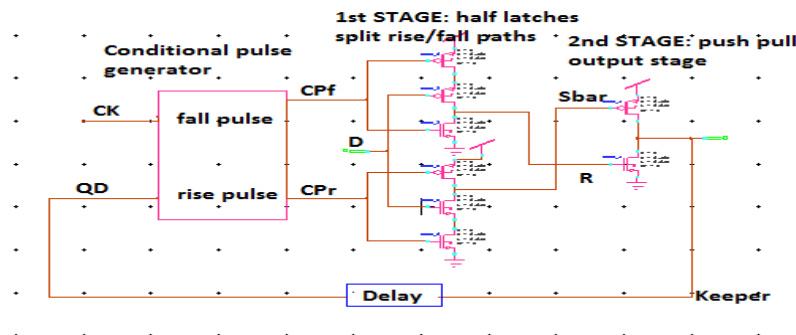 1st STAGE: half latches
split rise/fall paths
2nd STAGE: push pull
output stage
Conditional pulse
generator
CPf
CK
fall pulse
Sbar
D
R
QD
rise pulse
CPr
Delay
Keeper